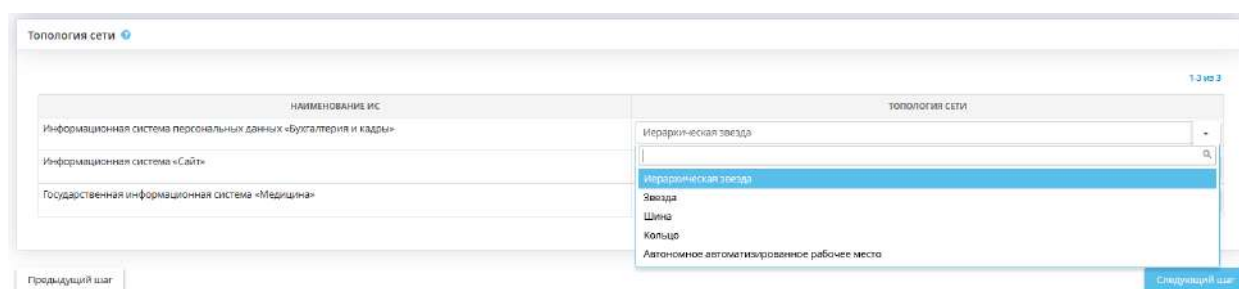 Топология сети ?
1-3 из 3
НАИМЕНОВАНИЕ ИС
ТОПОЛОГИЯ СЕТИ
Информационная система персональных данных «Бухгалтерия и кадры»
Иерархическая звезда
Информационная система «Сайт»
Иерархическая звезда
Государственная информационная система «Медицина»
Звезда
Шина
Кольцо
Автономное автоматизированное рабочее место
Предыдущий шаг
Следующий шаг